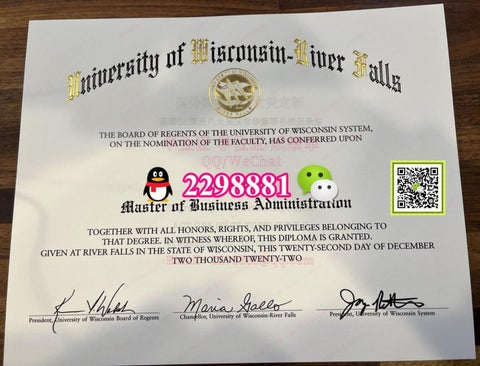 University of Wisconsin-River Falls
THE BOARD OF REGENTS OF THE UNIVERSITY OF WISCONSIN SYSTEM,
ON THE NOMINATION OF THE FACULTY, HAS CONFERRED UPON
QQ/WeChat
2298881
Master of Business Administration
TOGETHER WITH ALL HONORS, RIGHTS, AND PRIVILEGES BELONGING TO
THAT DEGREE. IN WITNESS WHEREOF, THIS DIPLOMA IS GRANTED.
GIVEN AT RIVER FALLS IN THE STATE OF WISCONSIN, THIS TWENTY-SECOND DAY OF DECEMBER
TWO THOUSAND TWENTY-TWO
Maria Gallo
President, University of Wisconsin Board of Regents
Chancellor, University of Wisconsin-River Falls
President, University of Wisconsin System